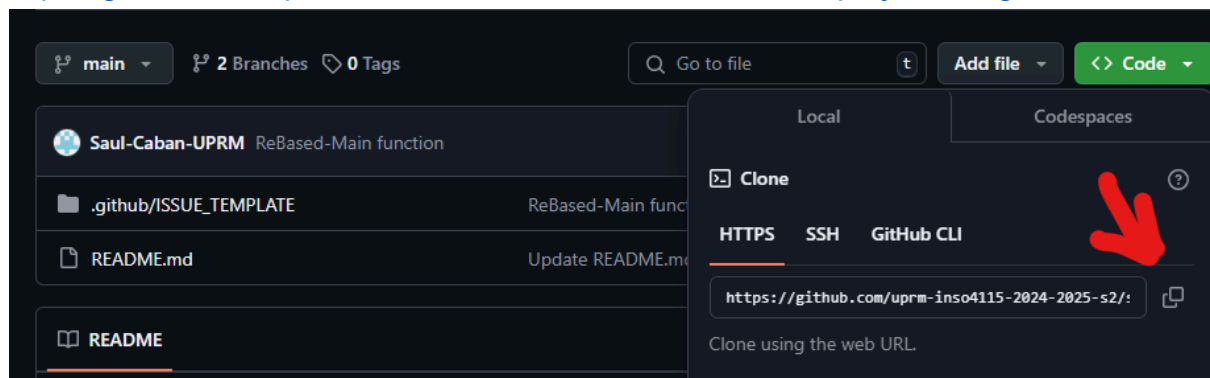 main 2 Branches 0 Tags Go to file t Add file <> Code
Local Codespaces
Saul-Caban-UPRM ReBased-Main function
Clone
.github/ISSUE_TEMPLATE ReBased-Main func
HTTPS SSH GitHub CLI
README.md Update README.m
https://github.com/uprm-inso4115-2024-2025-s2/
README
Clone using the web URL.